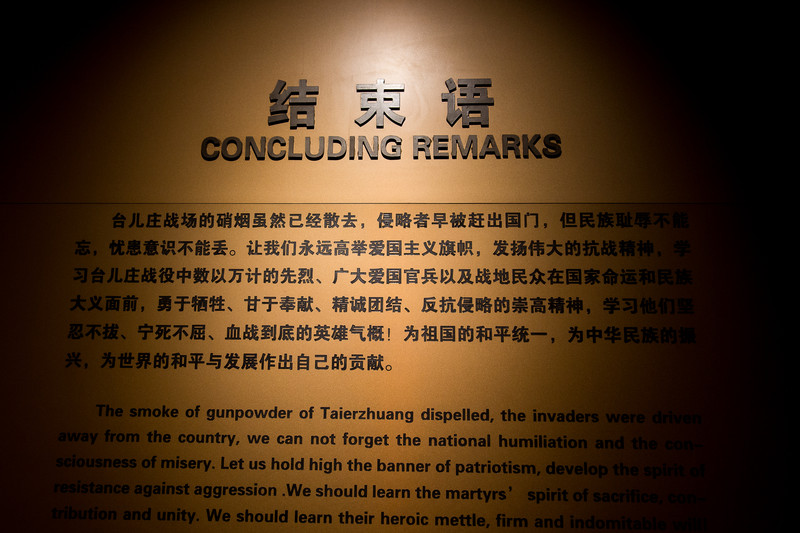 结束语
CONCLUDING REMARKS
台儿庄战场的硝烟虽然已经散去，侵略者早被赶出国门，但民族耻辱不能
忘，忧患意识不能丢。让我们永远高举爱国主义旗帜，发扬伟大的抗战精神，学
习台儿庄战役中数以万计的先烈、广大爱国官兵以及战地民众在国家命运和民族
大义面前，勇于牺牲、甘于奉献、精诚团结、反抗侵略的崇高精神，学习他们坚
忍不拔、宁死不屈、血战到底的英雄气概！为祖国的和平统一，为中华民族的振
兴，为世界的和平与发展作出自己的贡献。
The smoke of gunpowder of Taierzhuang dispelled, the invaders were driven
away from the country, we can not forget the national humiliation and the con-
sciousness of misery. Let us hold high the banner of patriotism, develop the spirit of
resistance against aggression .We should learn the martyrs' spirit of sacrifice, con-
tribution and unity. We should learn their heroic mettle, firm and indomitable will